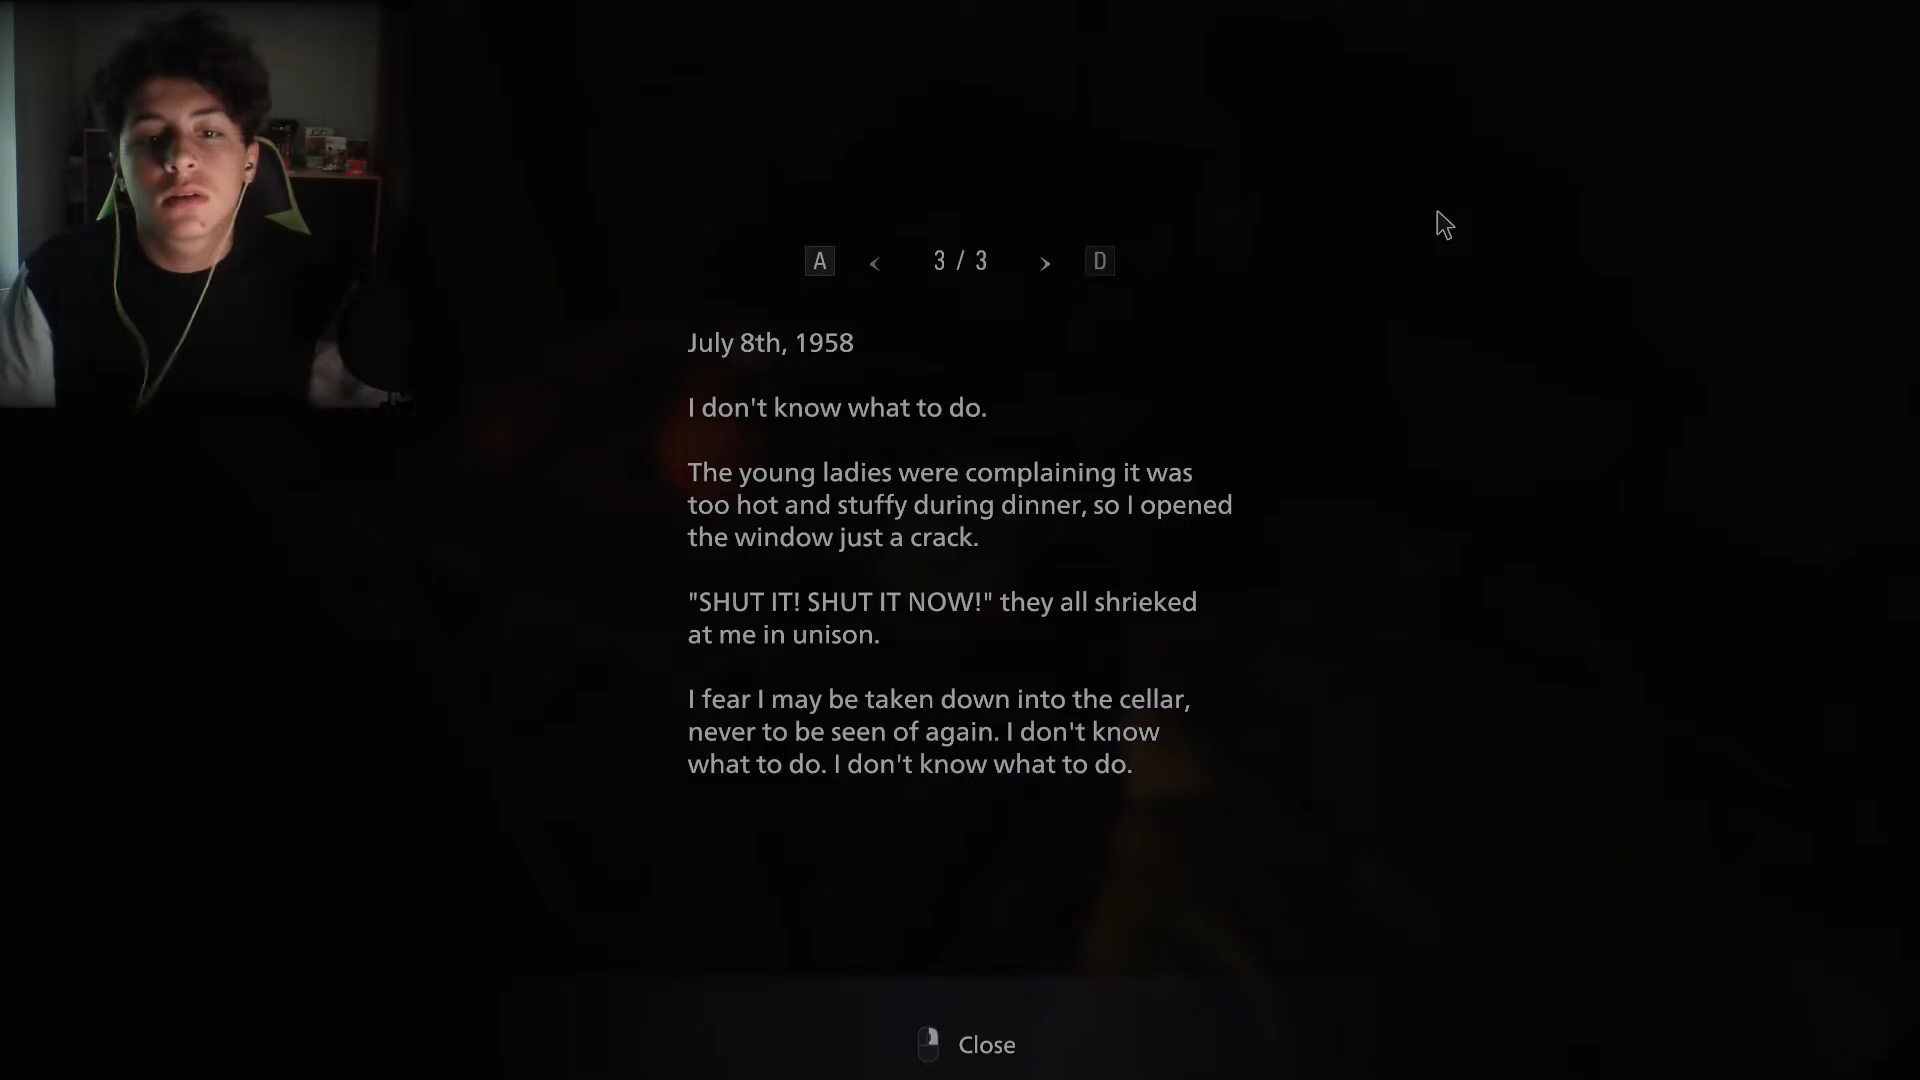 A < 3 / 3 > D
July 8th, 1958
I don't know what to do.
The young ladies were complaining it was
too hot and stuffy during dinner, so I opened
the window just a crack.
"SHUT IT! SHUT IT NOW!" they all shrieked
at me in unison.
I fear I may be taken down into the cellar,
never to be seen of again. I don't know
what to do. I don't know what to do.
Close